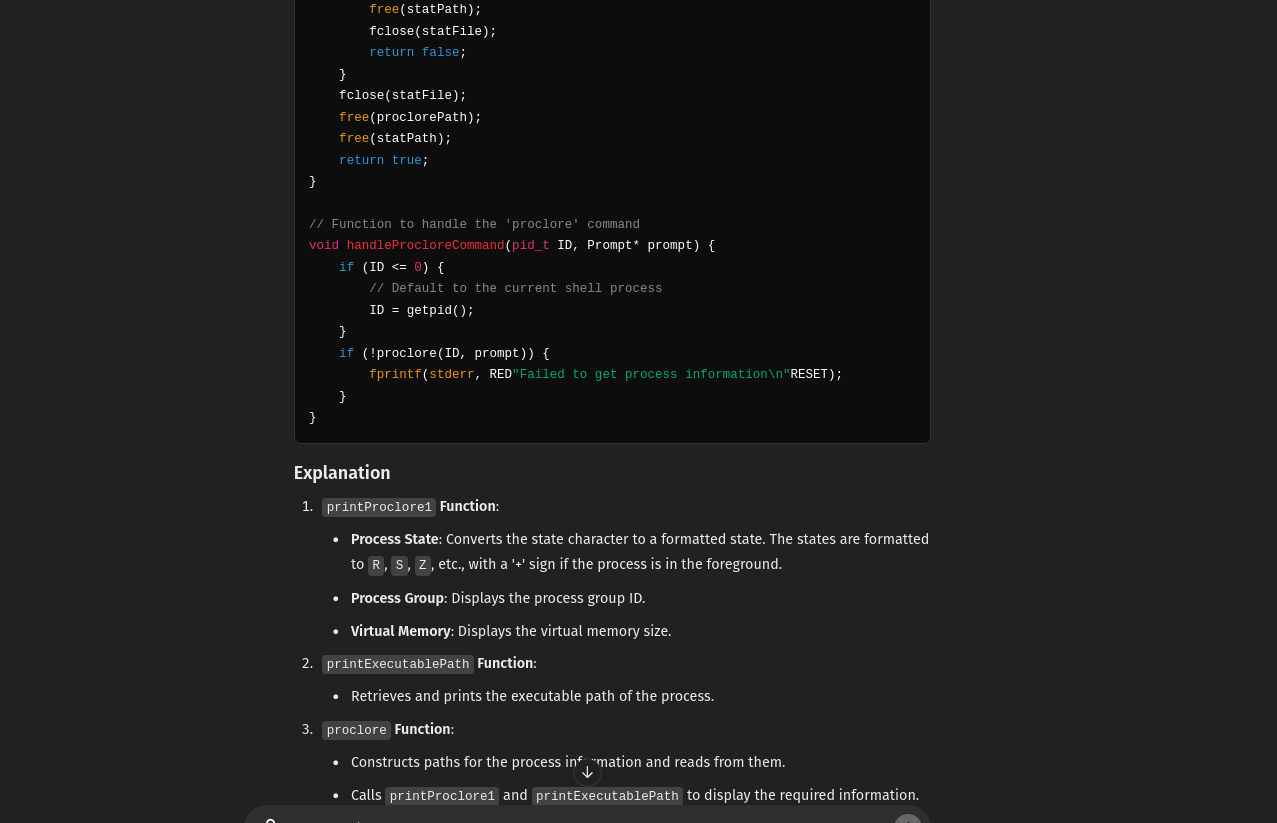 free(statPath);
        fclose(statFile);
        return false;
    }
    fclose(statFile);
    free(proclorePath);
    free(statPath);
    return true;
}
// Function to handle the 'proclore' command
void handleProcloreCommand(pid_t ID, Prompt* prompt) {
    if (ID <= 0) {
        // Default to the current shell process
        ID = getpid();
    }
    if (!proclore(ID, prompt)) {
        fprintf(stderr, RED"Failed to get process information\n"RESET);
    }
}
Explanation
1. printProclore1 Function:
• Process State: Converts the state character to a formatted state. The states are formatted
to R, S, Z, etc., with a '+' sign if the process is in the foreground.
• Process Group: Displays the process group ID.
• Virtual Memory: Displays the virtual memory size.
2. printExecutablePath Function:
• Retrieves and prints the executable path of the process.
3. proclore Function:
• Constructs paths for the process information and reads from them.
• Calls printProclore1 and printExecutablePath to display the required information.